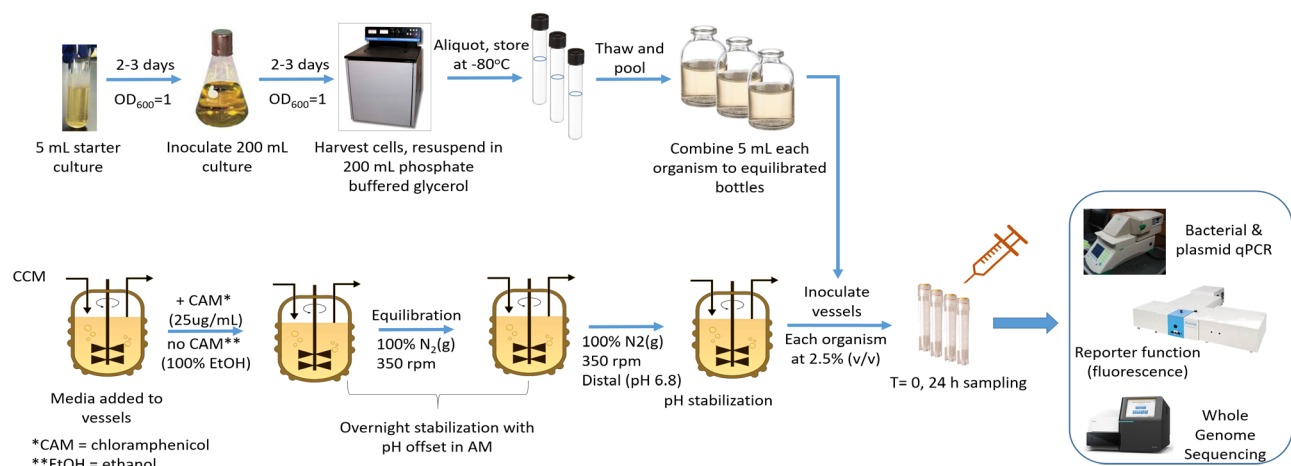 2-3 days
OD600=1
2-3 days
OD600=1
Aliquot, store
at -80°C
Thaw and
pool
5 mL starter
culture
Inoculate 200 mL
culture
Harvest cells, resuspend in
200 mL phosphate
buffered glycerol
Combine 5 mL each
organism to equilibrated
bottles
CCM
+ CAM*
(25ug/mL)
no CAM**
(100% EtOH)
Equilibration
100% N2(g)
350 rpm
100% N2(g)
350 rpm
Distal (pH 6.8)
Inoculate
vessels
Each organism
at 2.5% (v/v)
Media added to
vessels
Overnight stabilization with
pH offset in AM
pH stabilization
T= 0, 24 h sampling
Bacterial &
plasmid qPCR
Reporter function
(fluorescence)
Whole
Genome
Sequencing
*CAM = chloramphenicol
**EtOH = ethanol